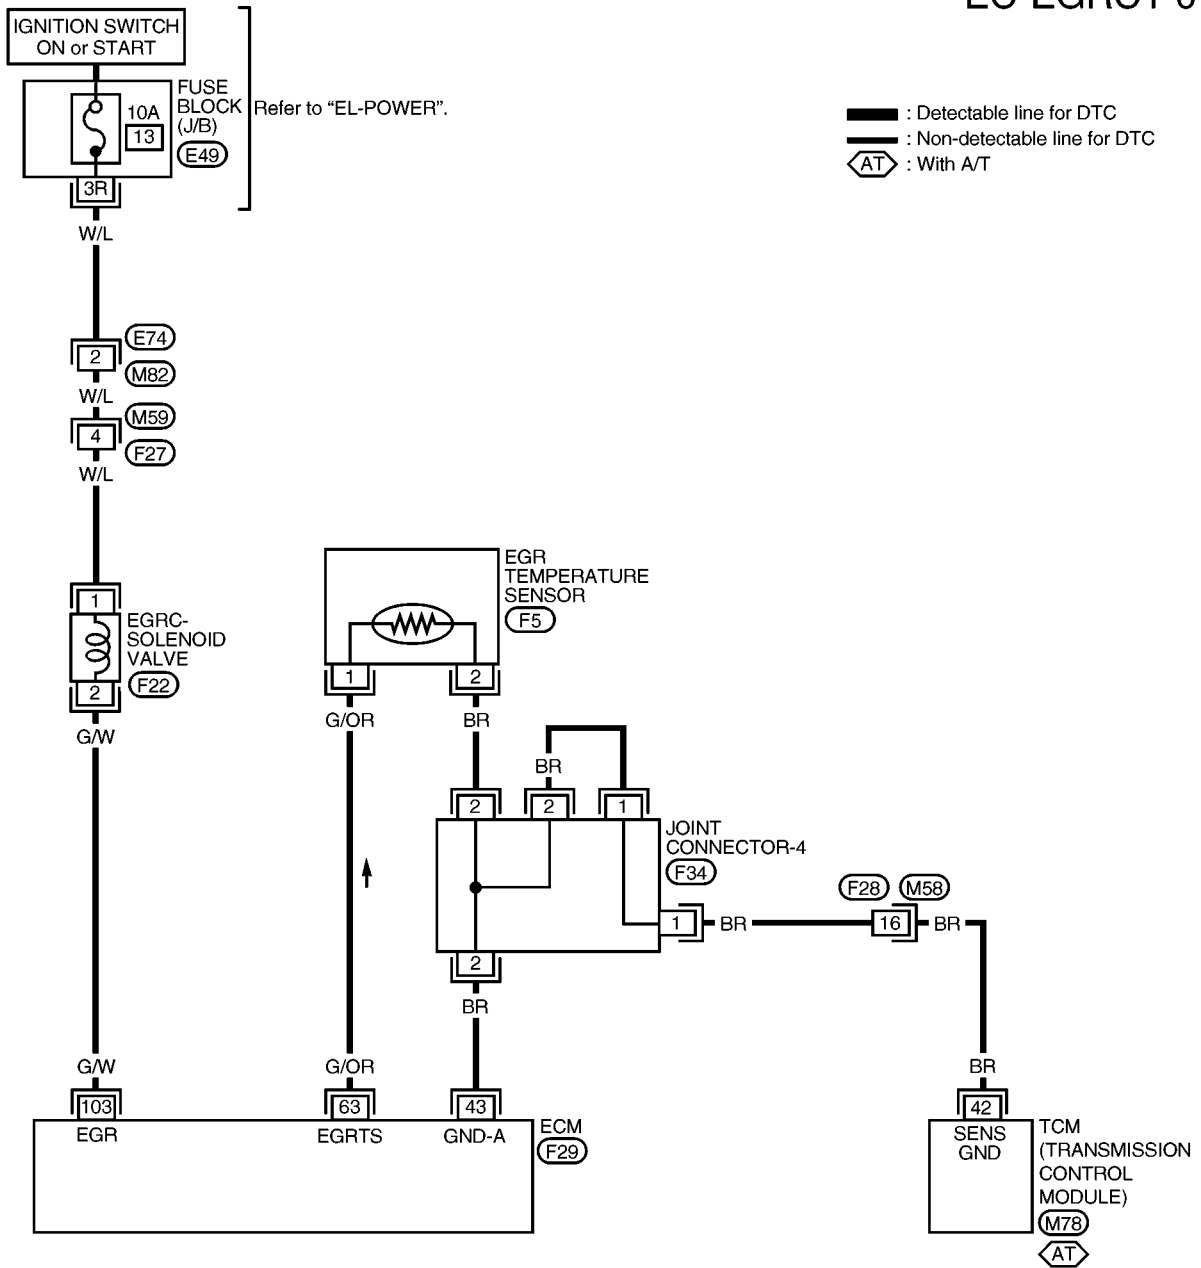 IGNITION SWITCH
ON or START
FUSE
BLOCK
(J/B)
10A
13
E49
Refer to “EL-POWER”.
: Detectable line for DTC
: Non-detectable line for DTC
AT : With A/T
3R
W/L
E74
2
M82
W/L
M59
4
F27
W/L
1
EGRC-
SOLENOID
VALVE
F22
2
G/W
EGR
TEMPERATURE
SENSOR
F5
1 2
G/OR BR
BR
2 2 1
JOINT
CONNECTOR-4
F34
F28 M58
1 BR 16 BR
2
BR
G/W G/OR BR
103 63 43 42
EGR EGRTS GND-A
ECM
F29
SENS
GND
TCM
(TRANSMISSION
CONTROL
MODULE)
M78
AT